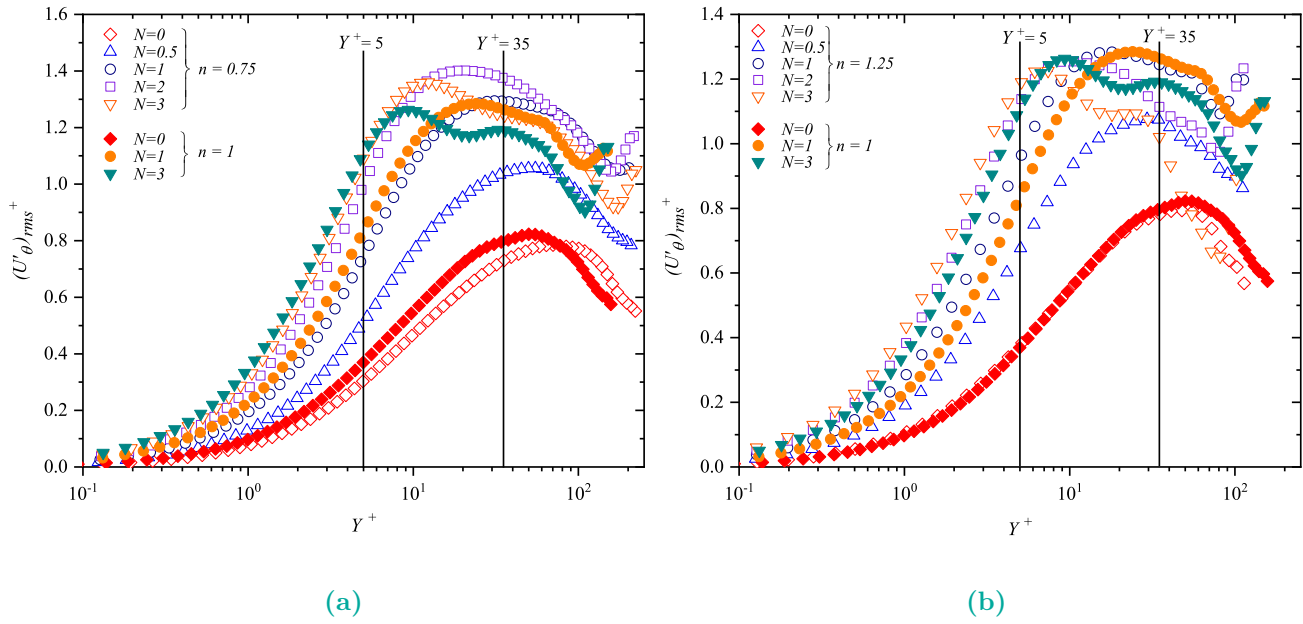 1.6
1.4
1.2
1.0
0.8
0.6
0.4
0.2
0.0
(U'θ)rms+
N=0
N=0.5
N=1
N=2
N=3
n = 0.75
N=0
N=1
N=3
n = 1
Y+= 5
Y+= 35
10-1
100
101
102
Y+
(a)
1.4
1.2
1.0
0.8
0.6
0.4
0.2
0.0
(U'θ)rms+
N=0
N=0.5
N=1
N=2
N=3
n = 1.25
N=0
N=1
N=3
n = 1
Y+= 5
Y+= 35
10-1
100
101
102
Y+
(b)